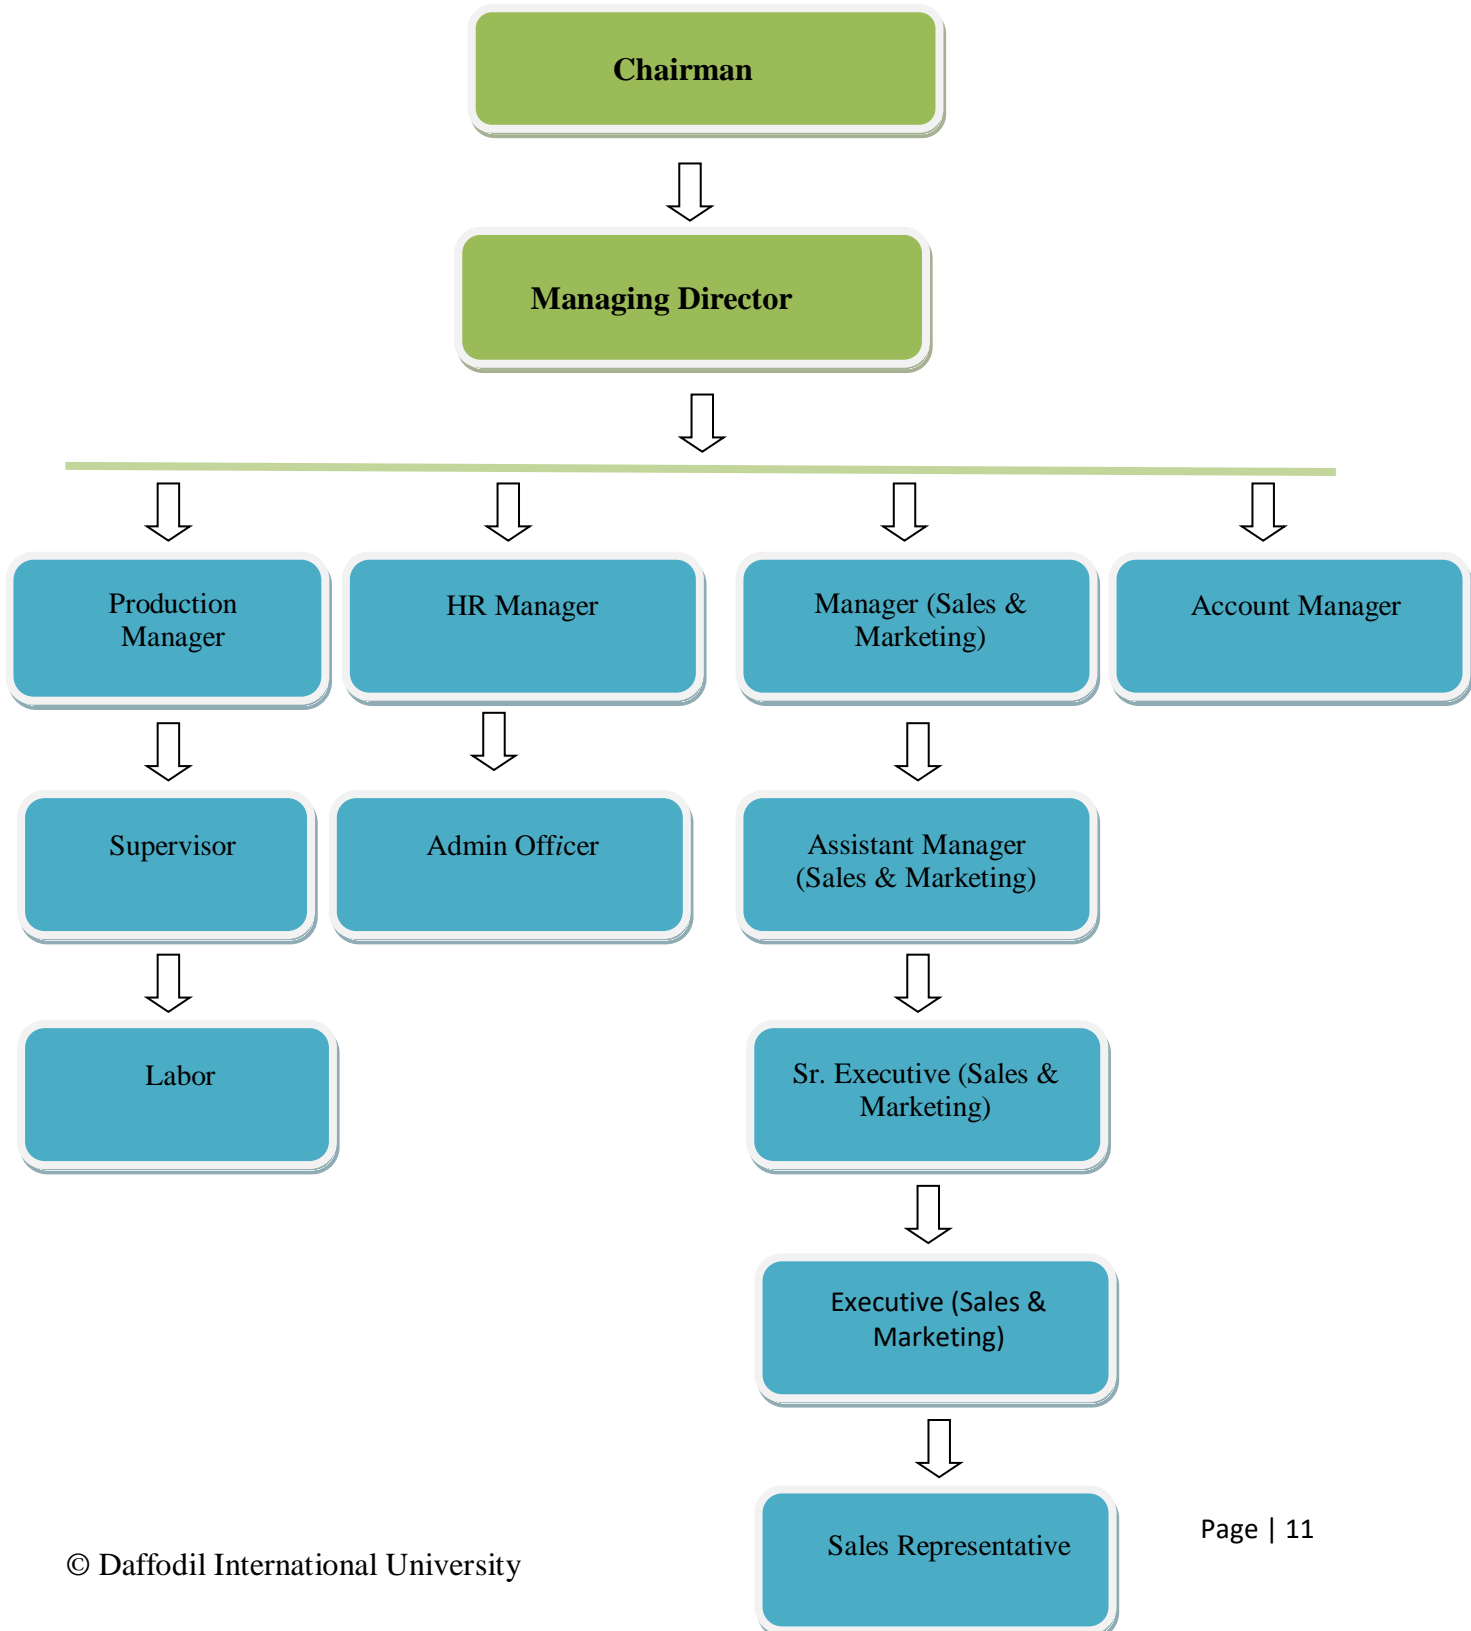 Chairman
Managing Director
Production
Manager
HR Manager
Manager (Sales &
Marketing)
Account Manager
Supervisor
Admin Officer
Assistant Manager
(Sales & Marketing)
Labor
Sr. Executive (Sales &
Marketing)
Executive (Sales &
Marketing)
Sales Representative
Page | 11
© Daffodil International University